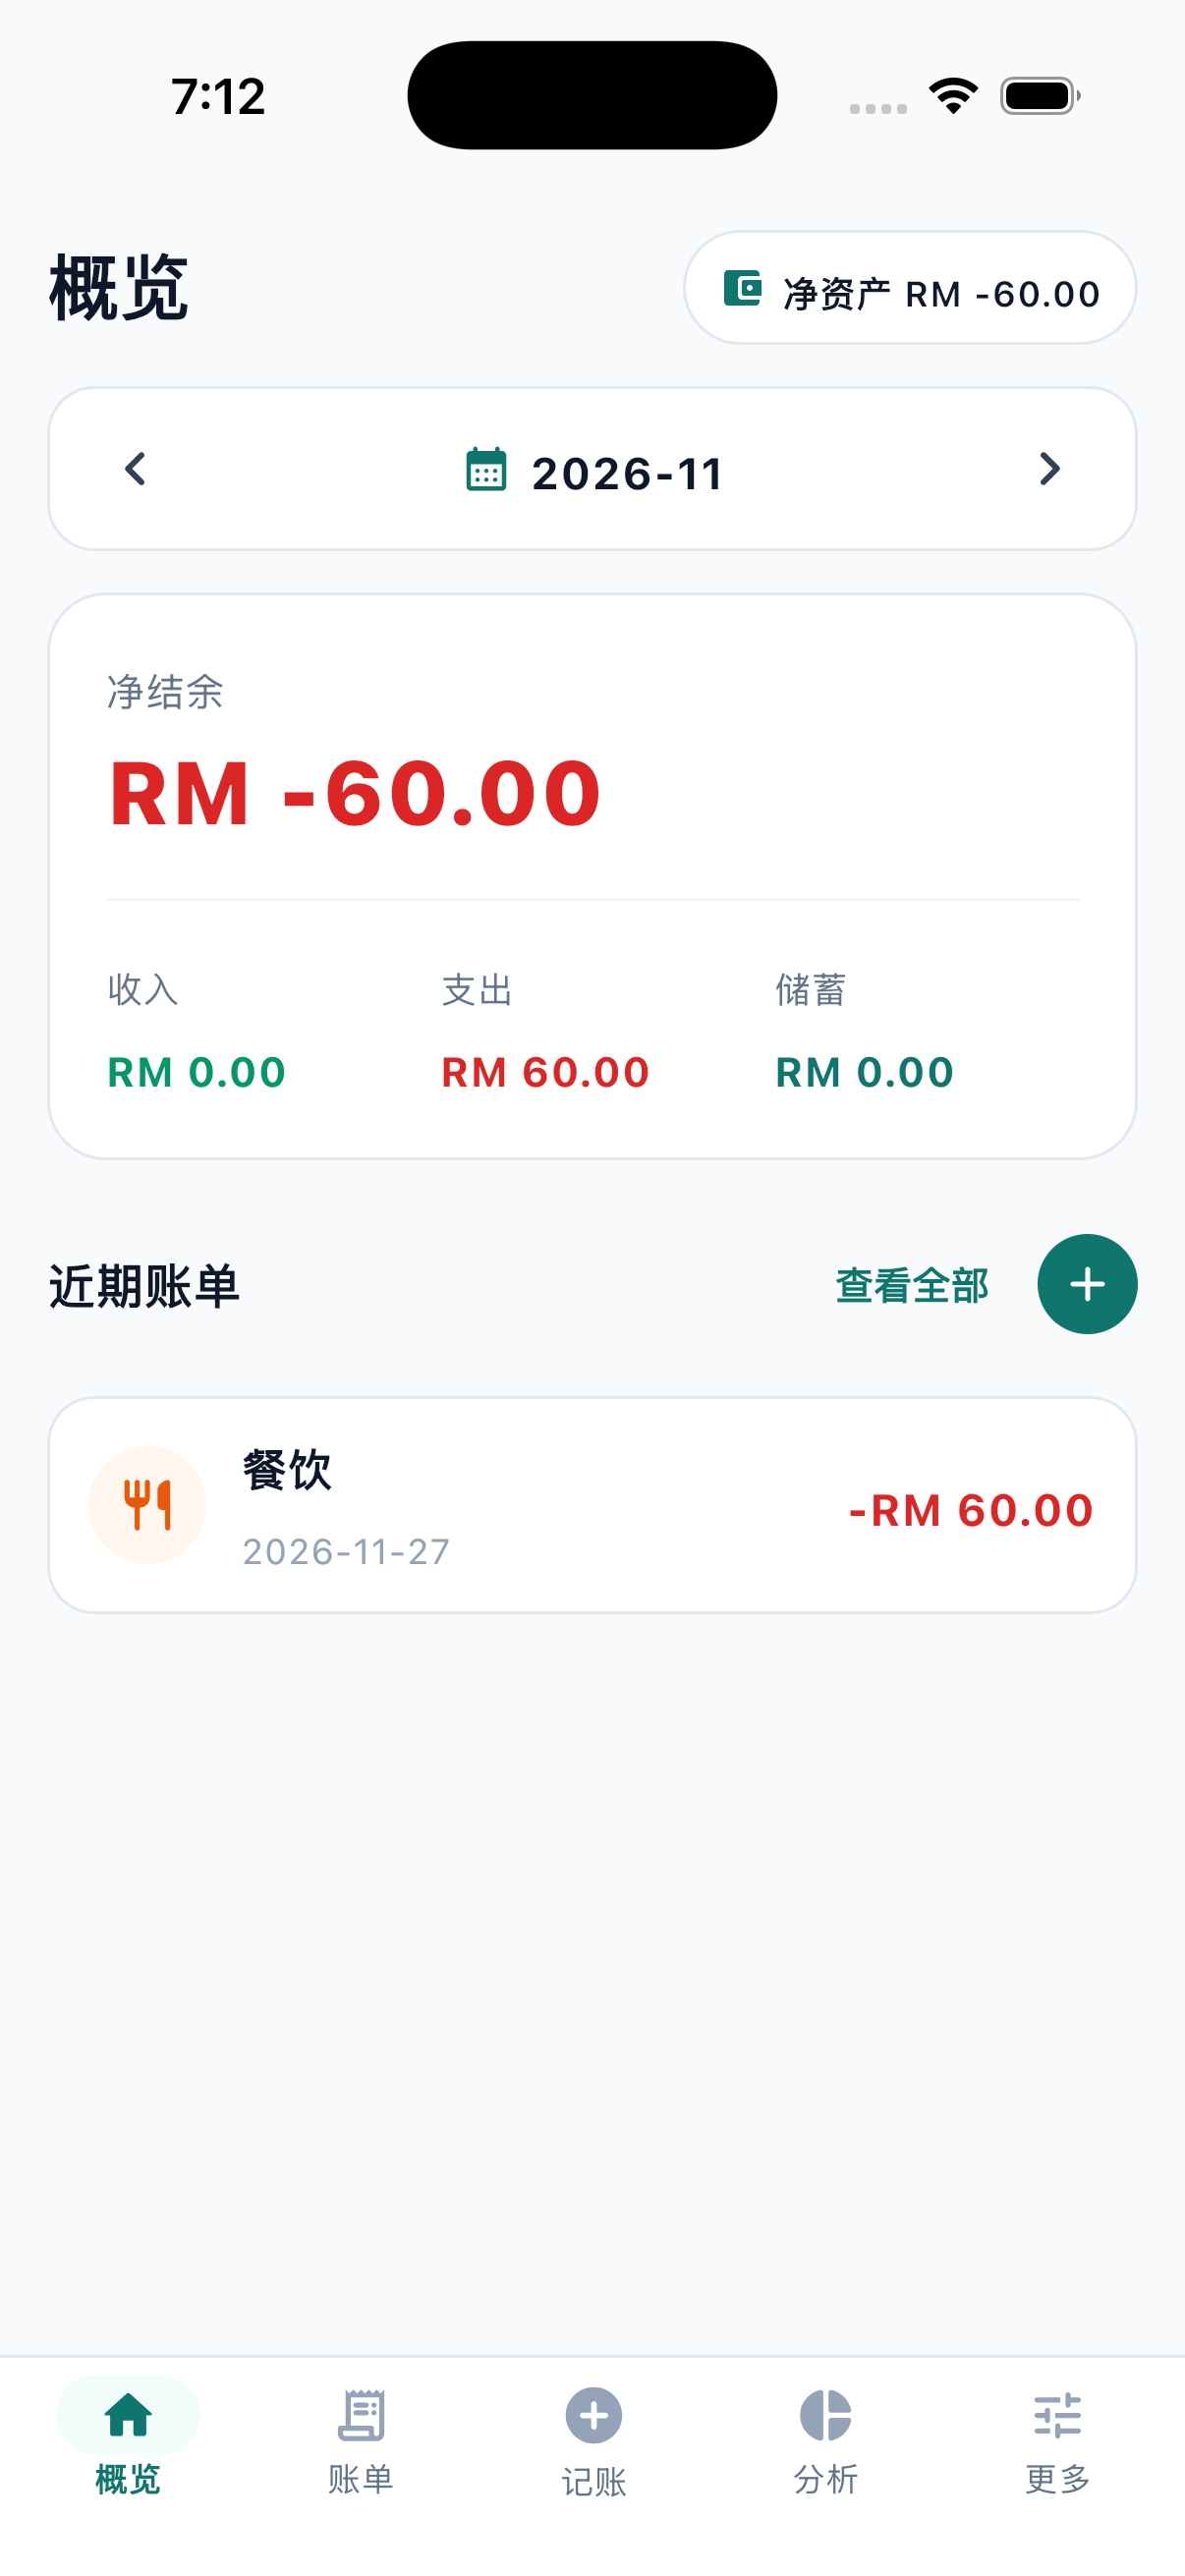 7:12
概览
净资产 RM -60.00
2026-11
净结余
RM -60.00
收入 支出 储蓄
RM 0.00 RM 60.00 RM 0.00
近期账单 查看全部
餐饮
2026-11-27
-RM 60.00
概览 账单 记账 分析 更多